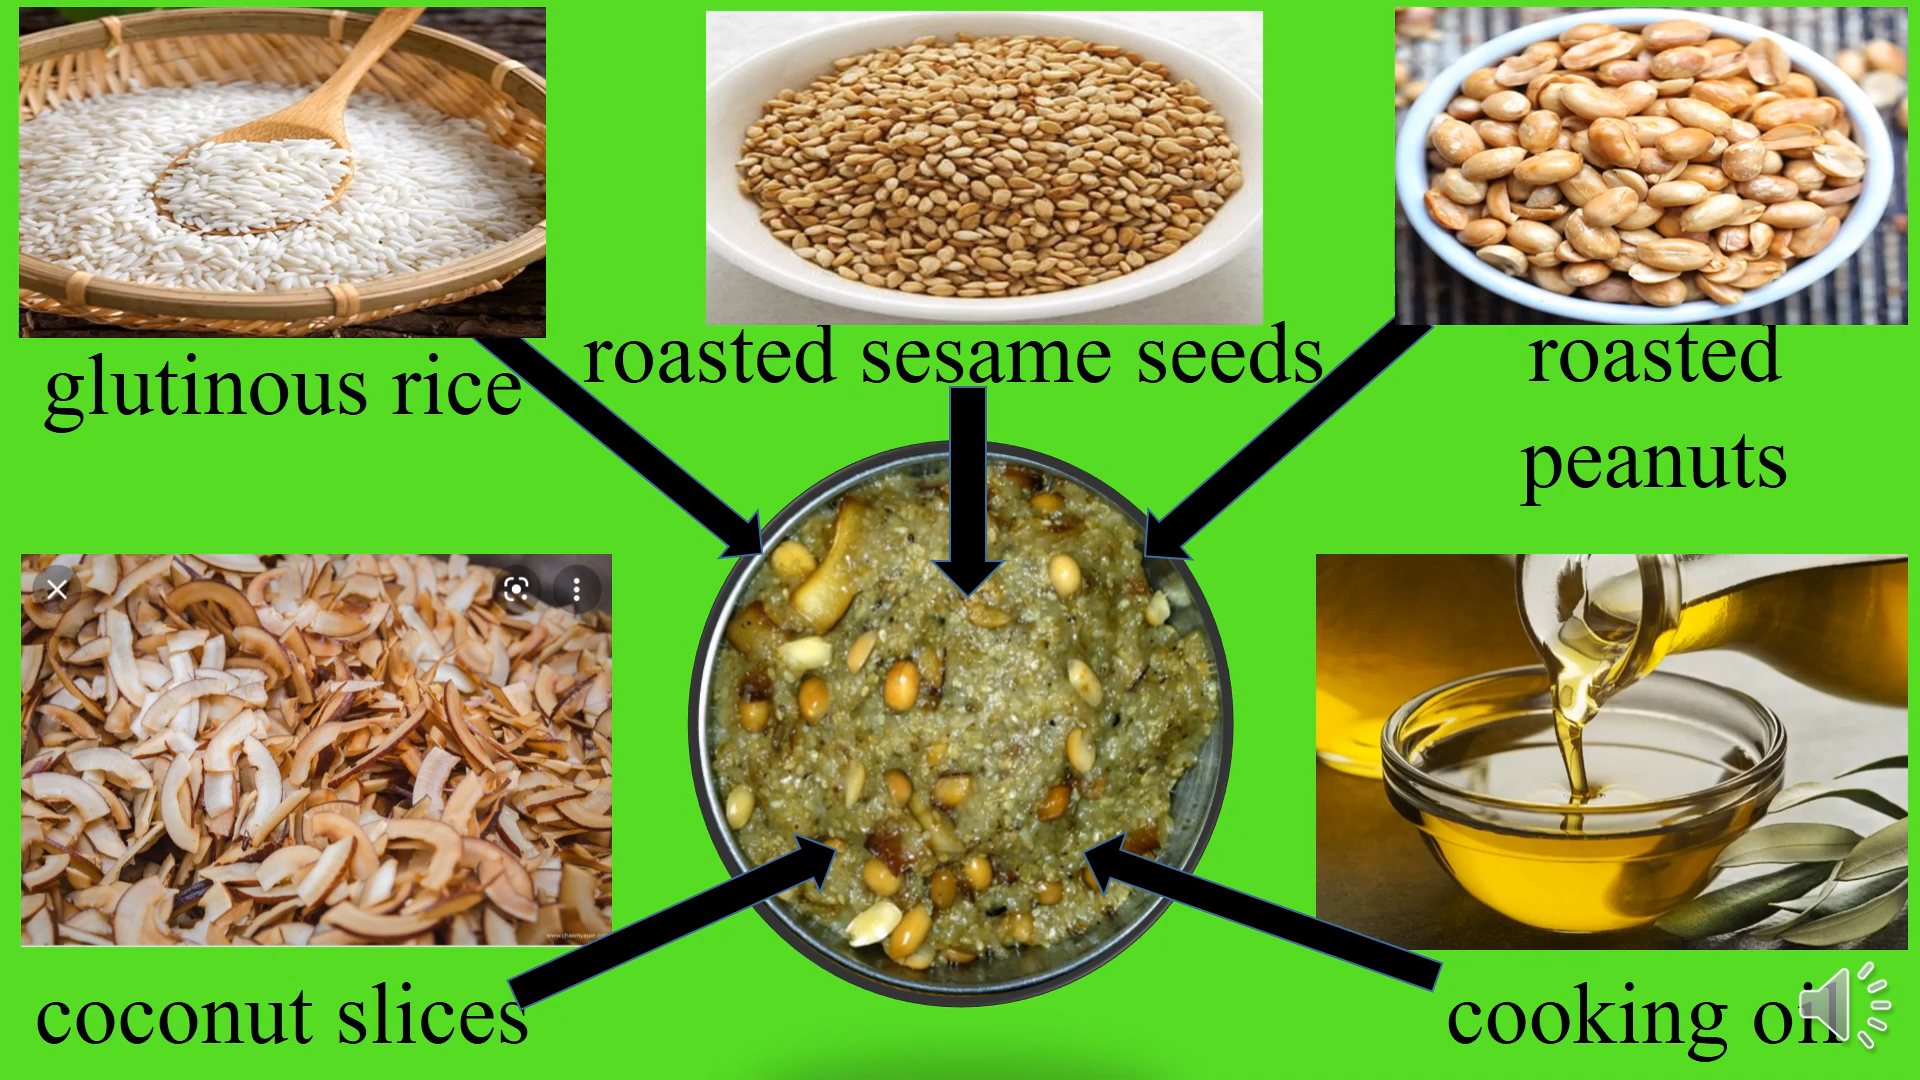 glutinous rice
roasted sesame seeds
roasted
peanuts
coconut slices
cooking oil